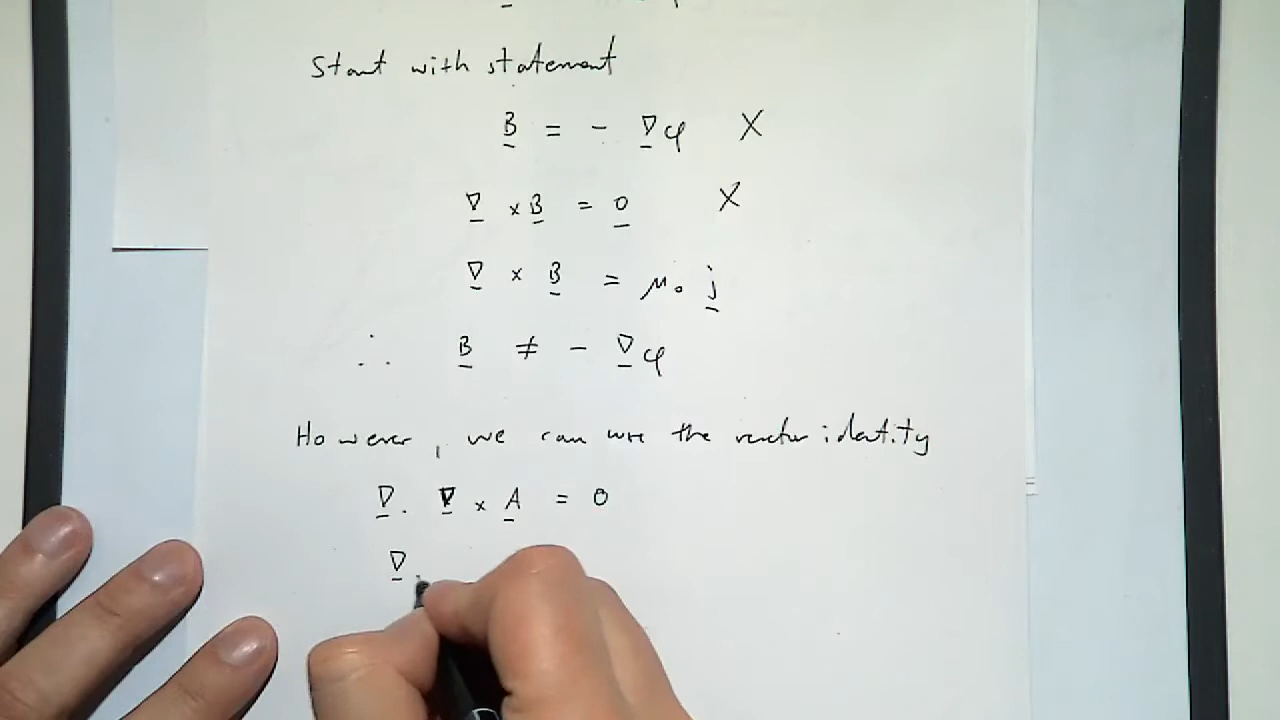 Start with statement
B = - ∇φ X
∇ × B = 0 X
∇ × B = μ₀ j
∴ B ≠ - ∇φ
However, we can use the vector identity
∇ . ∇ × A = 0
∇ .